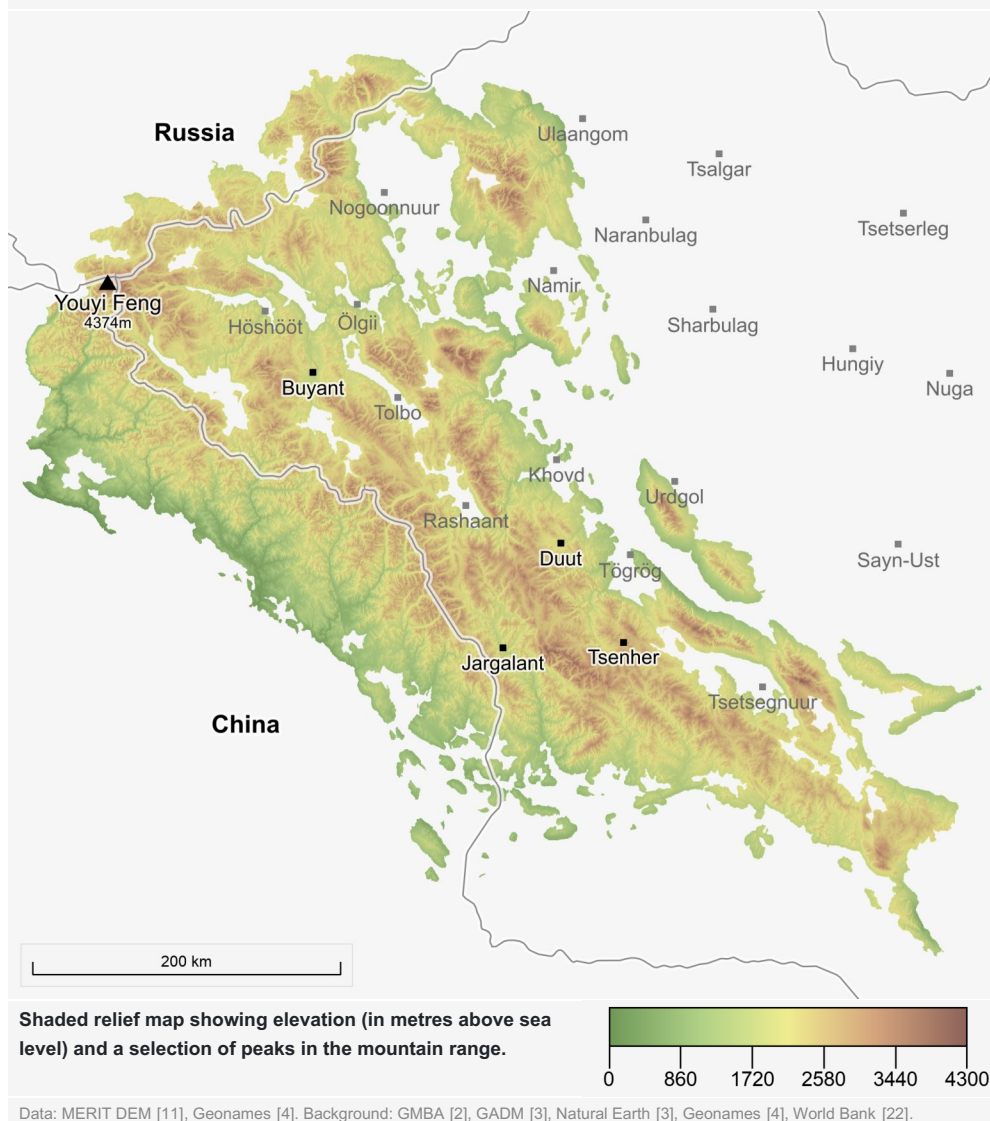 Russia
Ulaangom
Tsalgar
Nogoonnuur
Naranbulag
Tsetserleg
Namir
Youyi Feng
4374m
Höshööt
Ölgii
Sharbulag
Hungiy
Nuga
Buyant
Tolbo
Khovd
Urdgol
Rashaant
Duut
Tögrög
Sayn-Ust
Jargalant
Tsenher
Tsetsegnuur
China
200 km
Shaded relief map showing elevation (in metres above sea
level) and a selection of peaks in the mountain range.
0 860 1720 2580 3440 4300
Data: MERIT DEM [11], Geonames [4]. Background: GMBA [2], GADM [3], Natural Earth [3], Geonames [4], World Bank [22].